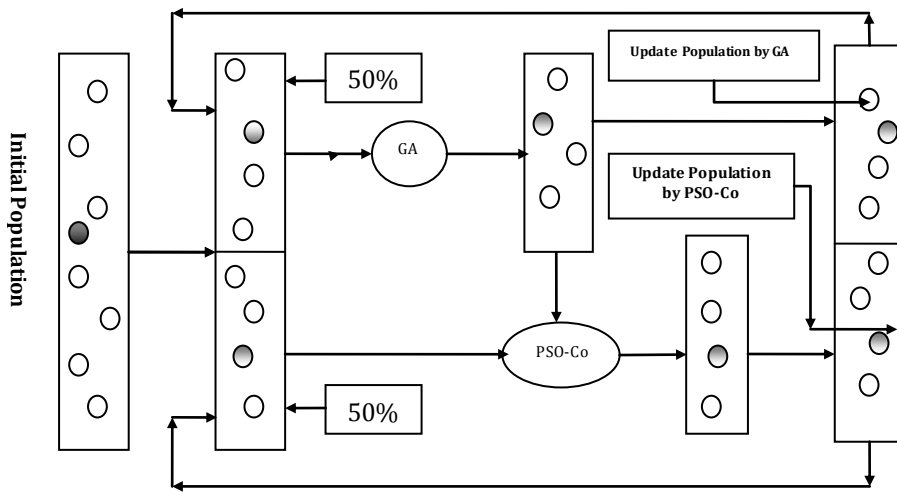 Initial Population
50%
GA
Update Population by GA
Update Population
by PSO-Co
PSO-Co
50%